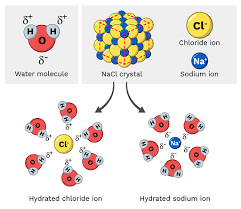 δ+ δ+
H H
O
δ−
Water molecule
NaCl crystal
Cl-
Chloride ion
Na+
Sodium ion
H H
O
δ+
H H
O
δ+
H
H
O
δ+
Cl-
H H
O
δ+
H H
O
δ+
H H
O
δ+
H H
O
δ−
H H
O
δ−
Na+
H H
O
δ−
H H
O
δ−
Hydrated chloride ion
Hydrated sodium ion